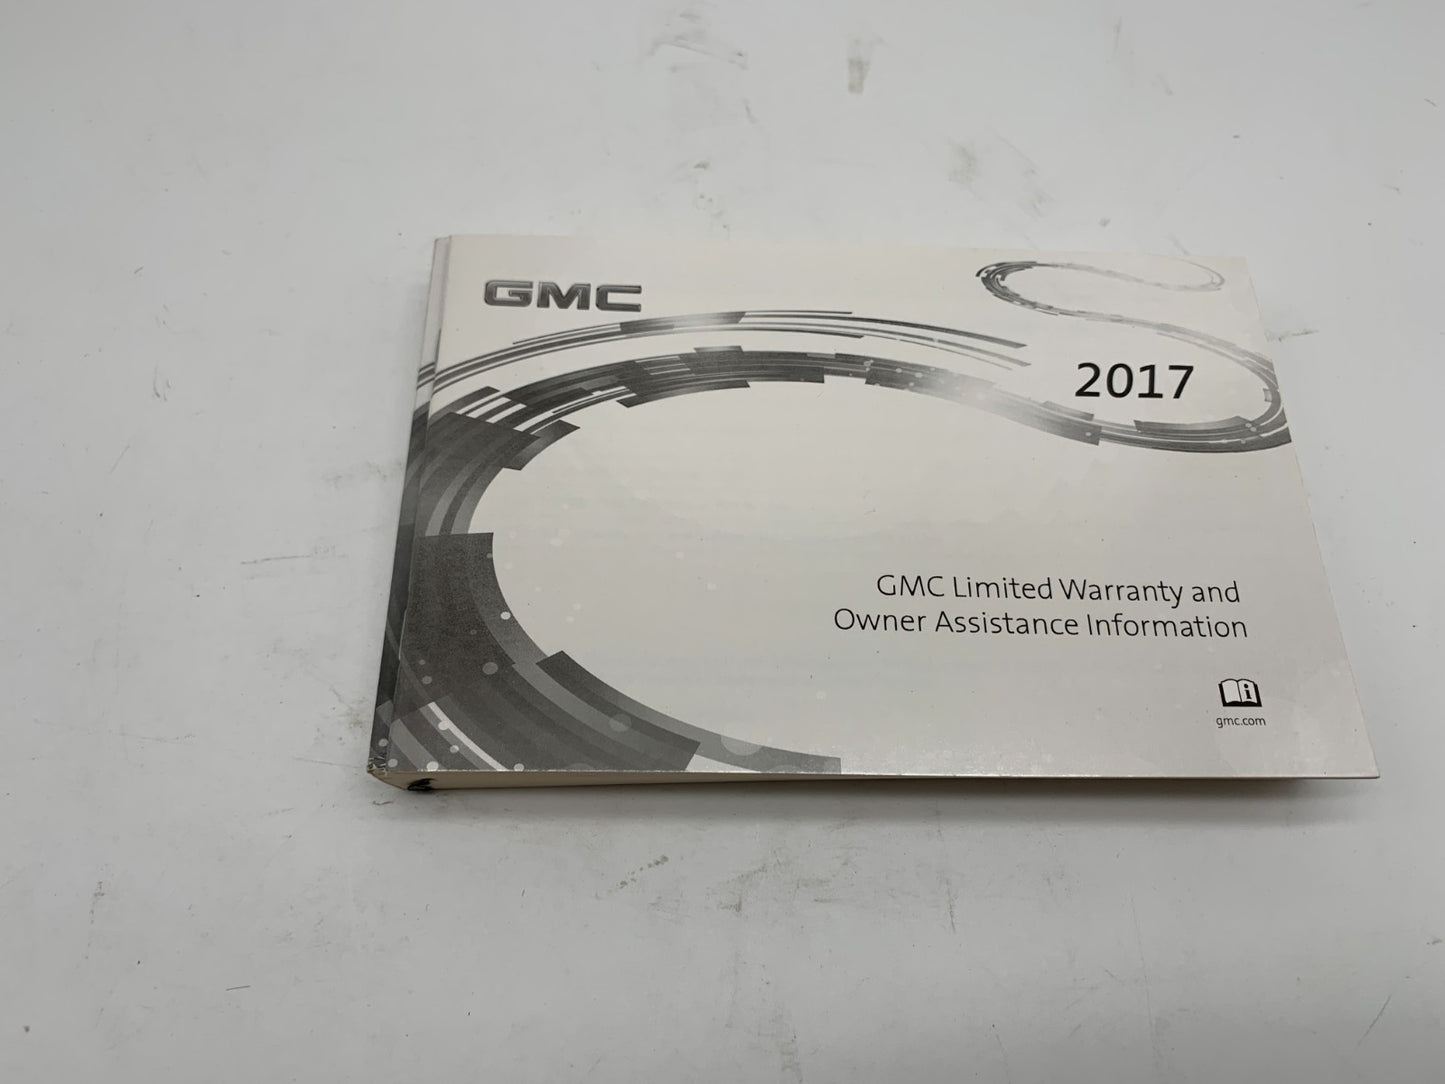 GMC
2017
GMC Limited Warranty and
Owner Assistance Information
i
gmc.com